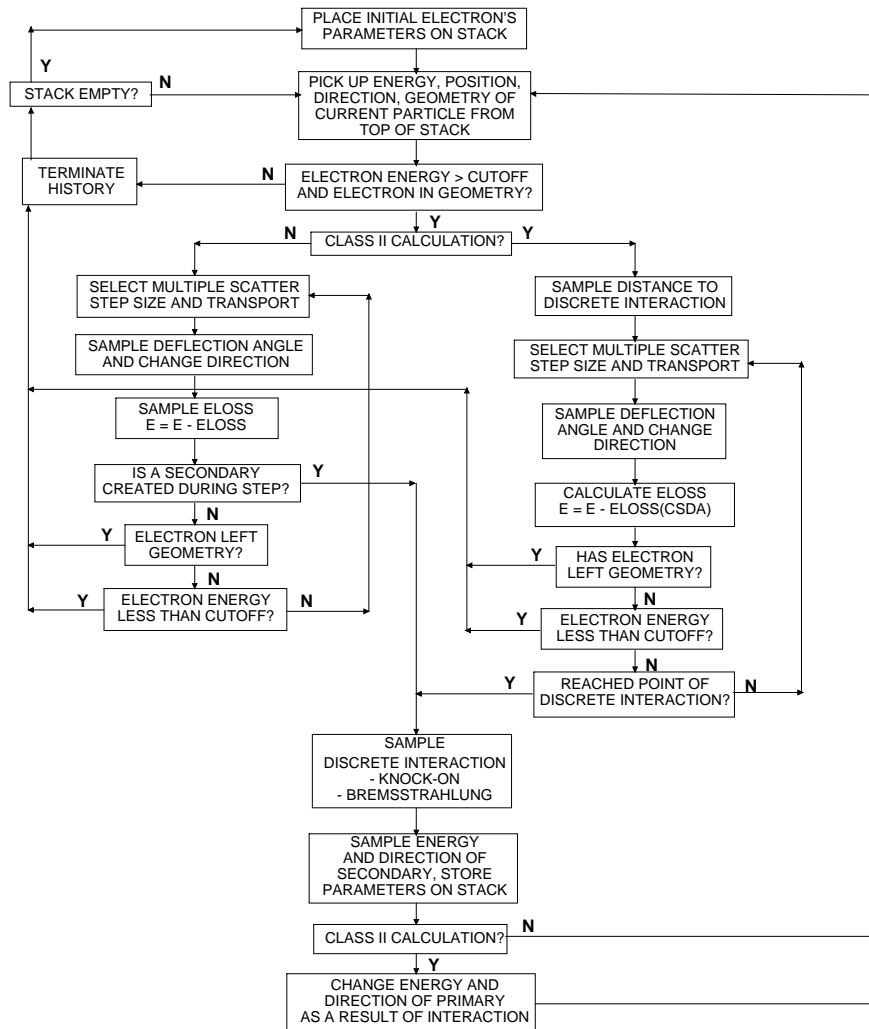 PLACE INITIAL ELECTRON'S
PARAMETERS ON STACK
Y
STACK EMPTY?
N
PICK UP ENERGY, POSITION,
DIRECTION, GEOMETRY OF
CURRENT PARTICLE FROM
TOP OF STACK
TERMINATE
HISTORY
N
ELECTRON ENERGY > CUTOFF
AND ELECTRON IN GEOMETRY?
Y
N
CLASS II CALCULATION?
Y
SELECT MULTIPLE SCATTER
STEP SIZE AND TRANSPORT
SAMPLE DEFLECTION ANGLE
AND CHANGE DIRECTION
SAMPLE ELOSS
E = E - ELOSS
IS A SECONDARY
CREATED DURING STEP?
Y
N
Y
ELECTRON LEFT
GEOMETRY?
N
Y
ELECTRON ENERGY
LESS THAN CUTOFF?
N
SAMPLE DISTANCE TO
DISCRETE INTERACTION
SELECT MULTIPLE SCATTER
STEP SIZE AND TRANSPORT
SAMPLE DEFLECTION
ANGLE AND CHANGE
DIRECTION
CALCULATE ELOSS
E = E - ELOSS(CSDA)
Y
HAS ELECTRON
LEFT GEOMETRY?
N
Y
ELECTRON ENERGY
LESS THAN CUTOFF?
N
Y
REACHED POINT OF
DISCRETE INTERACTION?
N
SAMPLE
DISCRETE INTERACTION
- KNOCK-ON
- BREMSSTRAHLUNG
SAMPLE ENERGY
AND DIRECTION OF
SECONDARY, STORE
PARAMETERS ON STACK
CLASS II CALCULATION?
N
Y
CHANGE ENERGY AND
DIRECTION OF PRIMARY
AS A RESULT OF INTERACTION